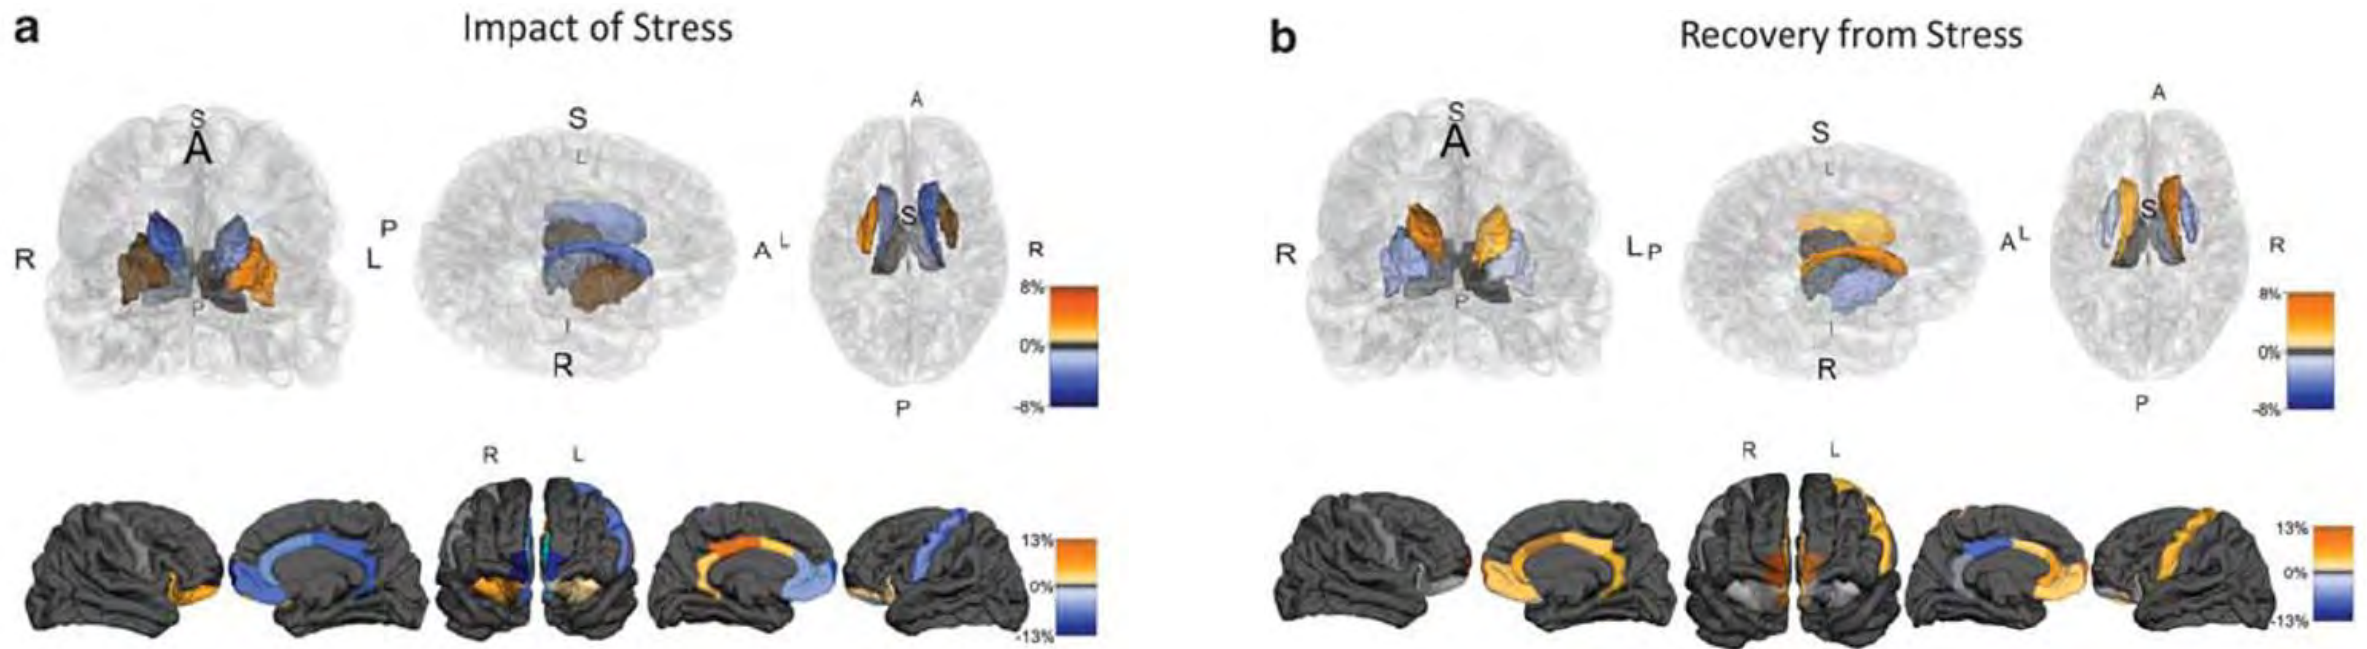 a
Impact of Stress
S
A
R
L
P
S
L
P
A
I
R
A
L
S
R
P
8%
0%
-8%
R
L
13%
0%
-13%
b
Recovery from Stress
S
A
R
L
P
S
L
P
A
I
R
A
L
S
R
P
8%
0%
-8%
R
L
13%
0%
-13%